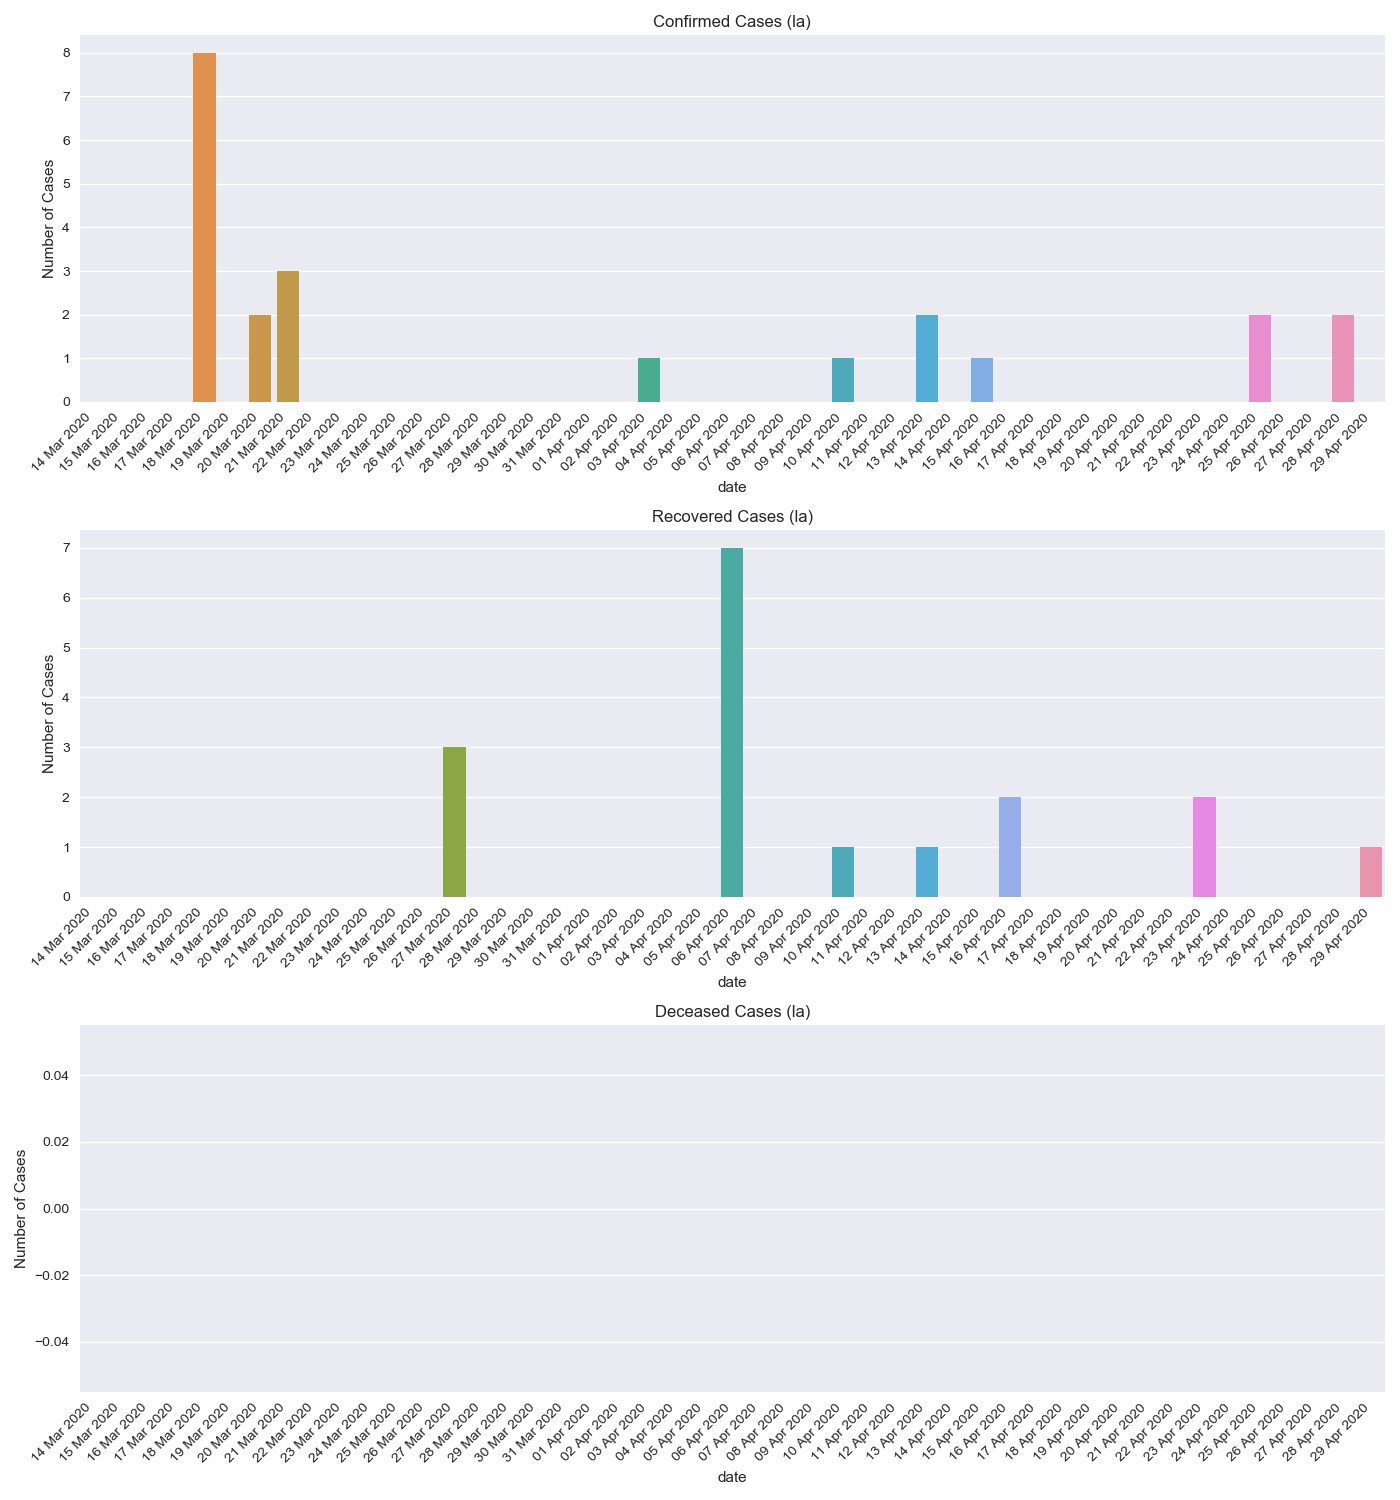 Confirmed Cases (la)
Number of Cases
8
7
6
5
4
3
2
1
0
14 Mar 2020
15 Mar 2020
16 Mar 2020
17 Mar 2020
18 Mar 2020
19 Mar 2020
20 Mar 2020
21 Mar 2020
22 Mar 2020
23 Mar 2020
24 Mar 2020
25 Mar 2020
26 Mar 2020
27 Mar 2020
28 Mar 2020
29 Mar 2020
30 Mar 2020
31 Mar 2020
01 Apr 2020
02 Apr 2020
03 Apr 2020
04 Apr 2020
05 Apr 2020
06 Apr 2020
07 Apr 2020
08 Apr 2020
09 Apr 2020
10 Apr 2020
11 Apr 2020
12 Apr 2020
13 Apr 2020
14 Apr 2020
15 Apr 2020
16 Apr 2020
17 Apr 2020
18 Apr 2020
19 Apr 2020
20 Apr 2020
21 Apr 2020
22 Apr 2020
23 Apr 2020
24 Apr 2020
25 Apr 2020
26 Apr 2020
27 Apr 2020
28 Apr 2020
29 Apr 2020
date
Recovered Cases (la)
Number of Cases
7
6
5
4
3
2
1
0
14 Mar 2020
15 Mar 2020
16 Mar 2020
17 Mar 2020
18 Mar 2020
19 Mar 2020
20 Mar 2020
21 Mar 2020
22 Mar 2020
23 Mar 2020
24 Mar 2020
25 Mar 2020
26 Mar 2020
27 Mar 2020
28 Mar 2020
29 Mar 2020
30 Mar 2020
31 Mar 2020
01 Apr 2020
02 Apr 2020
03 Apr 2020
04 Apr 2020
05 Apr 2020
06 Apr 2020
07 Apr 2020
08 Apr 2020
09 Apr 2020
10 Apr 2020
11 Apr 2020
12 Apr 2020
13 Apr 2020
14 Apr 2020
15 Apr 2020
16 Apr 2020
17 Apr 2020
18 Apr 2020
19 Apr 2020
20 Apr 2020
21 Apr 2020
22 Apr 2020
23 Apr 2020
24 Apr 2020
25 Apr 2020
26 Apr 2020
27 Apr 2020
28 Apr 2020
29 Apr 2020
date
Deceased Cases (la)
Number of Cases
0.04
0.02
0.00
−0.02
−0.04
14 Mar 2020
15 Mar 2020
16 Mar 2020
17 Mar 2020
18 Mar 2020
19 Mar 2020
20 Mar 2020
21 Mar 2020
22 Mar 2020
23 Mar 2020
24 Mar 2020
25 Mar 2020
26 Mar 2020
27 Mar 2020
28 Mar 2020
29 Mar 2020
30 Mar 2020
31 Mar 2020
01 Apr 2020
02 Apr 2020
03 Apr 2020
04 Apr 2020
05 Apr 2020
06 Apr 2020
07 Apr 2020
08 Apr 2020
09 Apr 2020
10 Apr 2020
11 Apr 2020
12 Apr 2020
13 Apr 2020
14 Apr 2020
15 Apr 2020
16 Apr 2020
17 Apr 2020
18 Apr 2020
19 Apr 2020
20 Apr 2020
21 Apr 2020
22 Apr 2020
23 Apr 2020
24 Apr 2020
25 Apr 2020
26 Apr 2020
27 Apr 2020
28 Apr 2020
29 Apr 2020
date